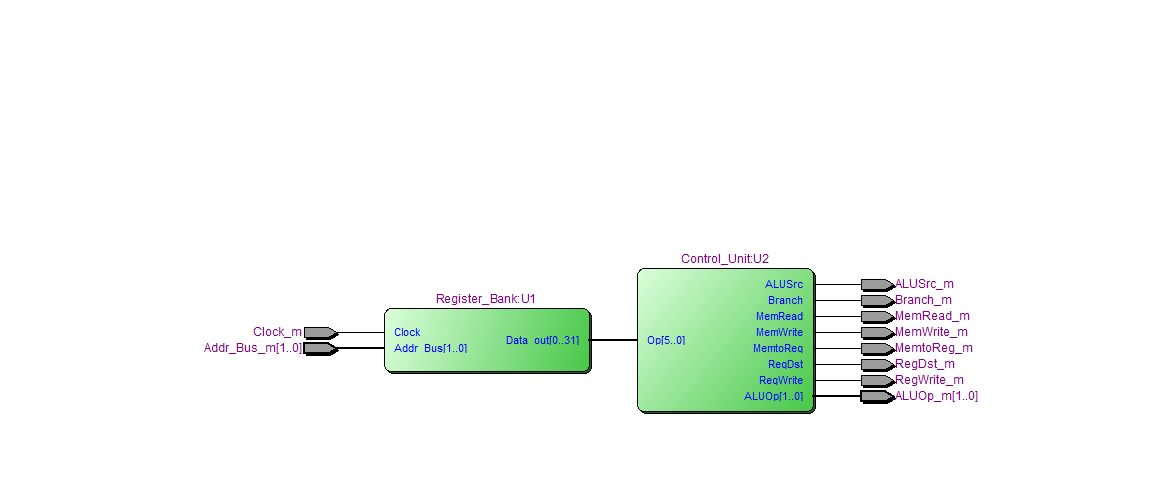 Control_Unit:U2
Register_Bank:U1
Clock_m
Addr_Bus_m[1..0]
Clock
Addr_Bus[1..0]
Data_out[0..31]
Op[5..0]
ALUSrc
Branch
MemRead
MemWrite
MemtoReg
RegDst
RegWrite
ALUOp[1..0]
ALUSrc_m
Branch_m
MemRead_m
MemWrite_m
MemtoReg_m
RegDst_m
RegWrite_m
ALUOp_m[1..0]